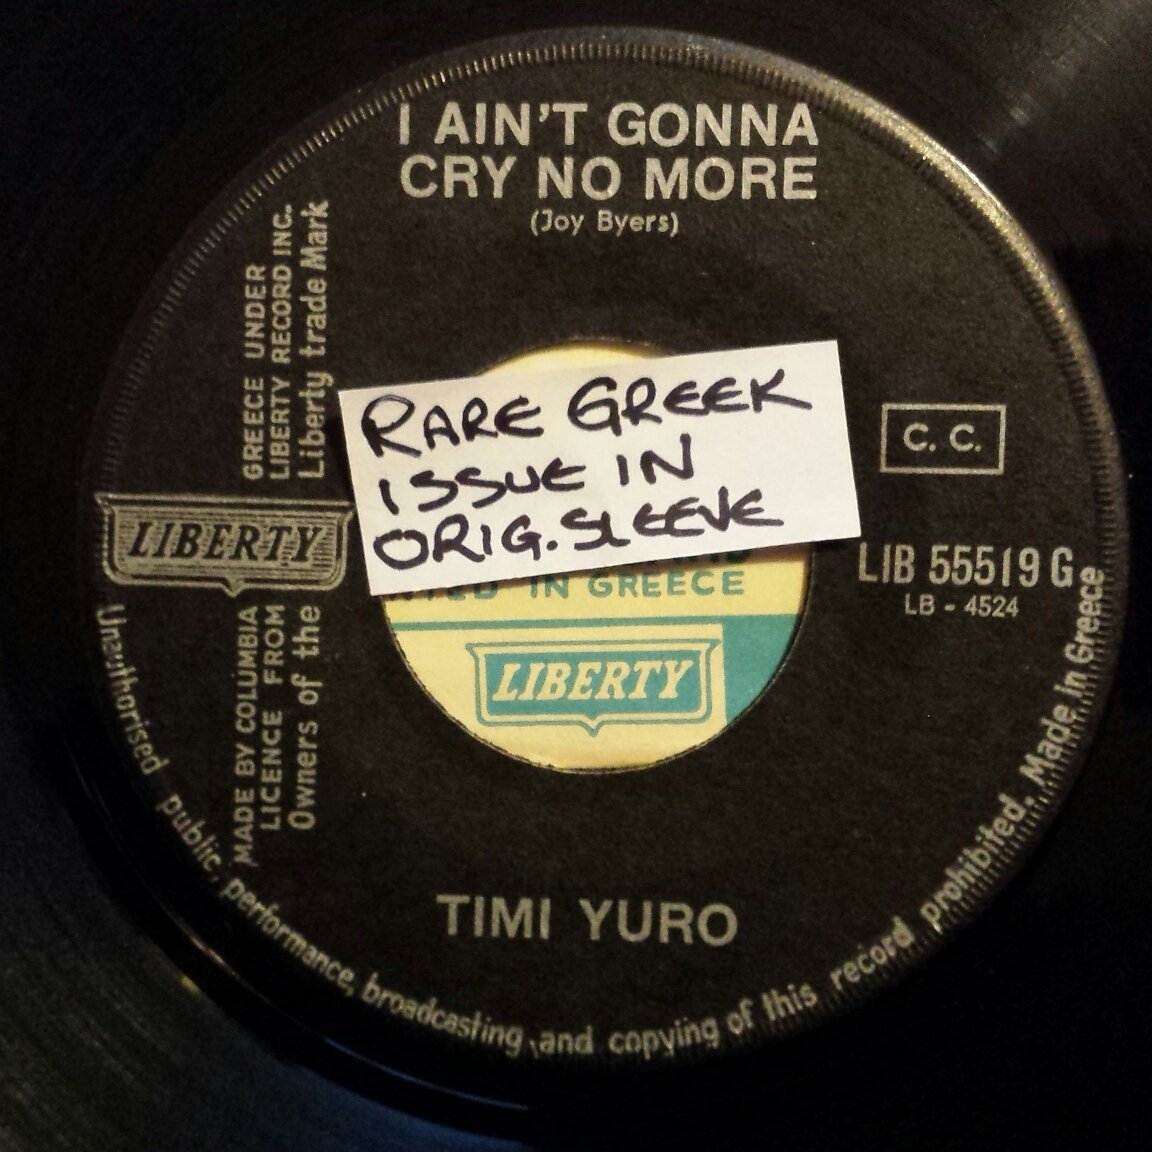 I AIN'T GONNA
CRY NO MORE
(Joy Byers)
GREECE UNDER
LIBERTY RECORD INC..
Liberty trade Mark
RARE GREEK
ISSUE IN
ORIG. SLEEVE
C. C.
LIBERTY
LIB 55519 G
LB - 4524
IN GREECE
LIBERTY
MADE BY COLUMBIA
LICENCE FROM
Owners of the
TIMI YURO
Unauthorised public, performance, broadcasting and copying of this record prohibited. Made in Greece